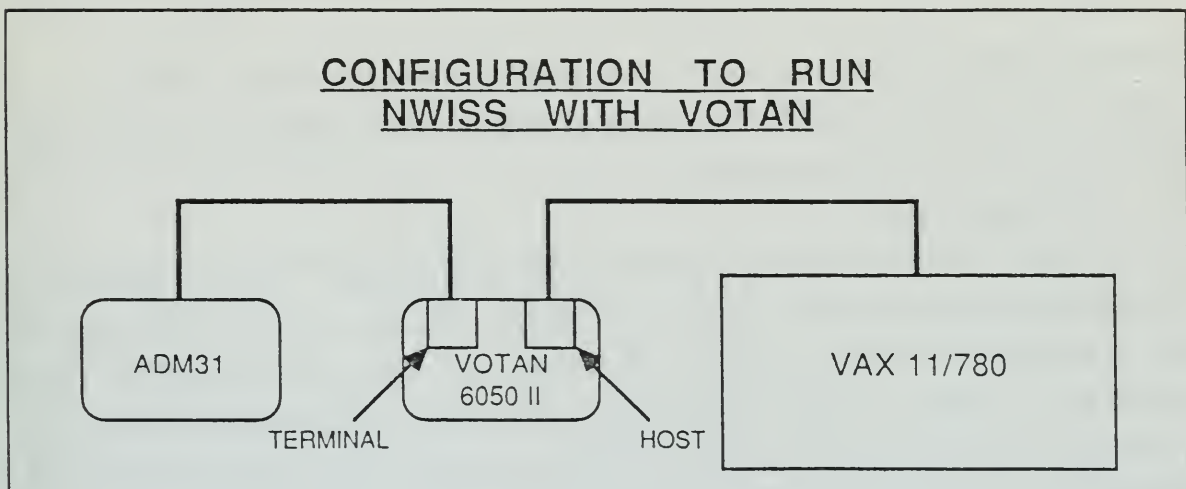 CONFIGURATION TO RUN
NWISS WITH VOTAN
ADM31
VOTAN
6050 II
VAX 11/780
TERMINAL
HOST